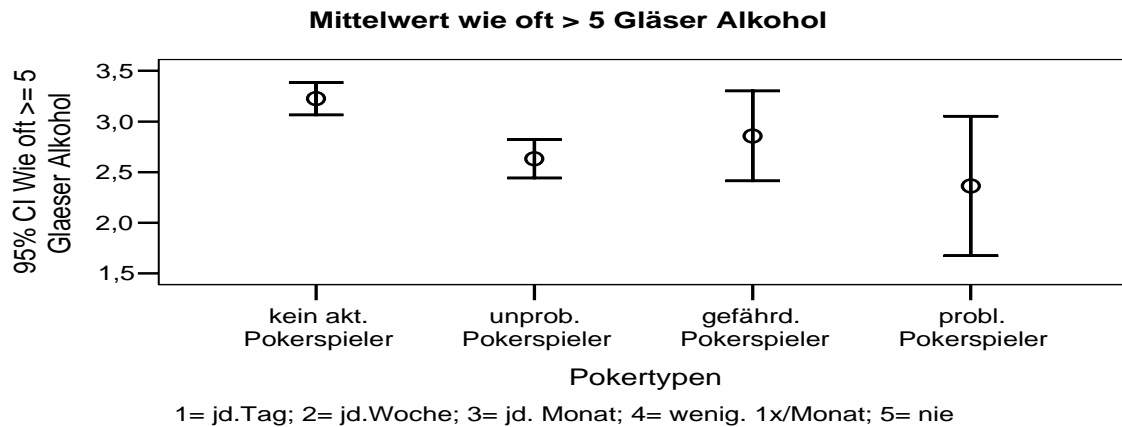 Mittelwert wie oft > 5 Gläser Alkohol
95% CI Wie oft >= 5
Glaeser Alkohol
3,5
3,0
2,5
2,0
1,5
kein akt.
Pokerspieler
unprob.
Pokerspieler
gefährd.
Pokerspieler
probl.
Pokerspieler
Pokertypen
1= jd.Tag; 2= jd.Woche; 3= jd. Monat; 4= wenig. 1x/Monat; 5= nie